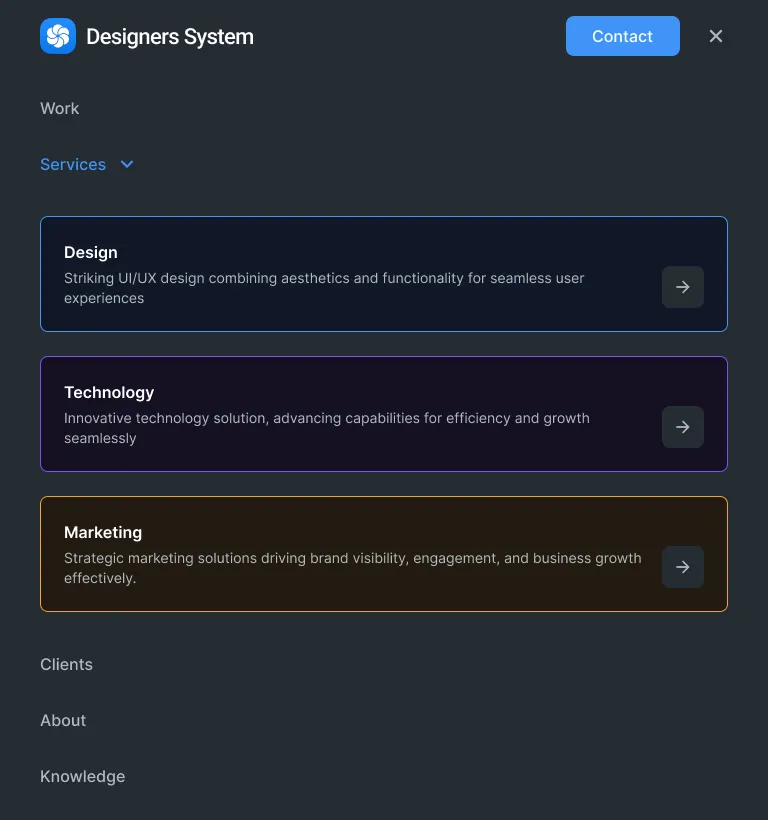 Designers System
Contact
Work
Services
Design
Striking UI/UX design combining aesthetics and functionality for seamless user
experiences
Technology
Innovative technology solution, advancing capabilities for efficiency and growth
seamlessly
Marketing
Strategic marketing solutions driving brand visibility, engagement, and business growth
effectively.
Clients
About
Knowledge